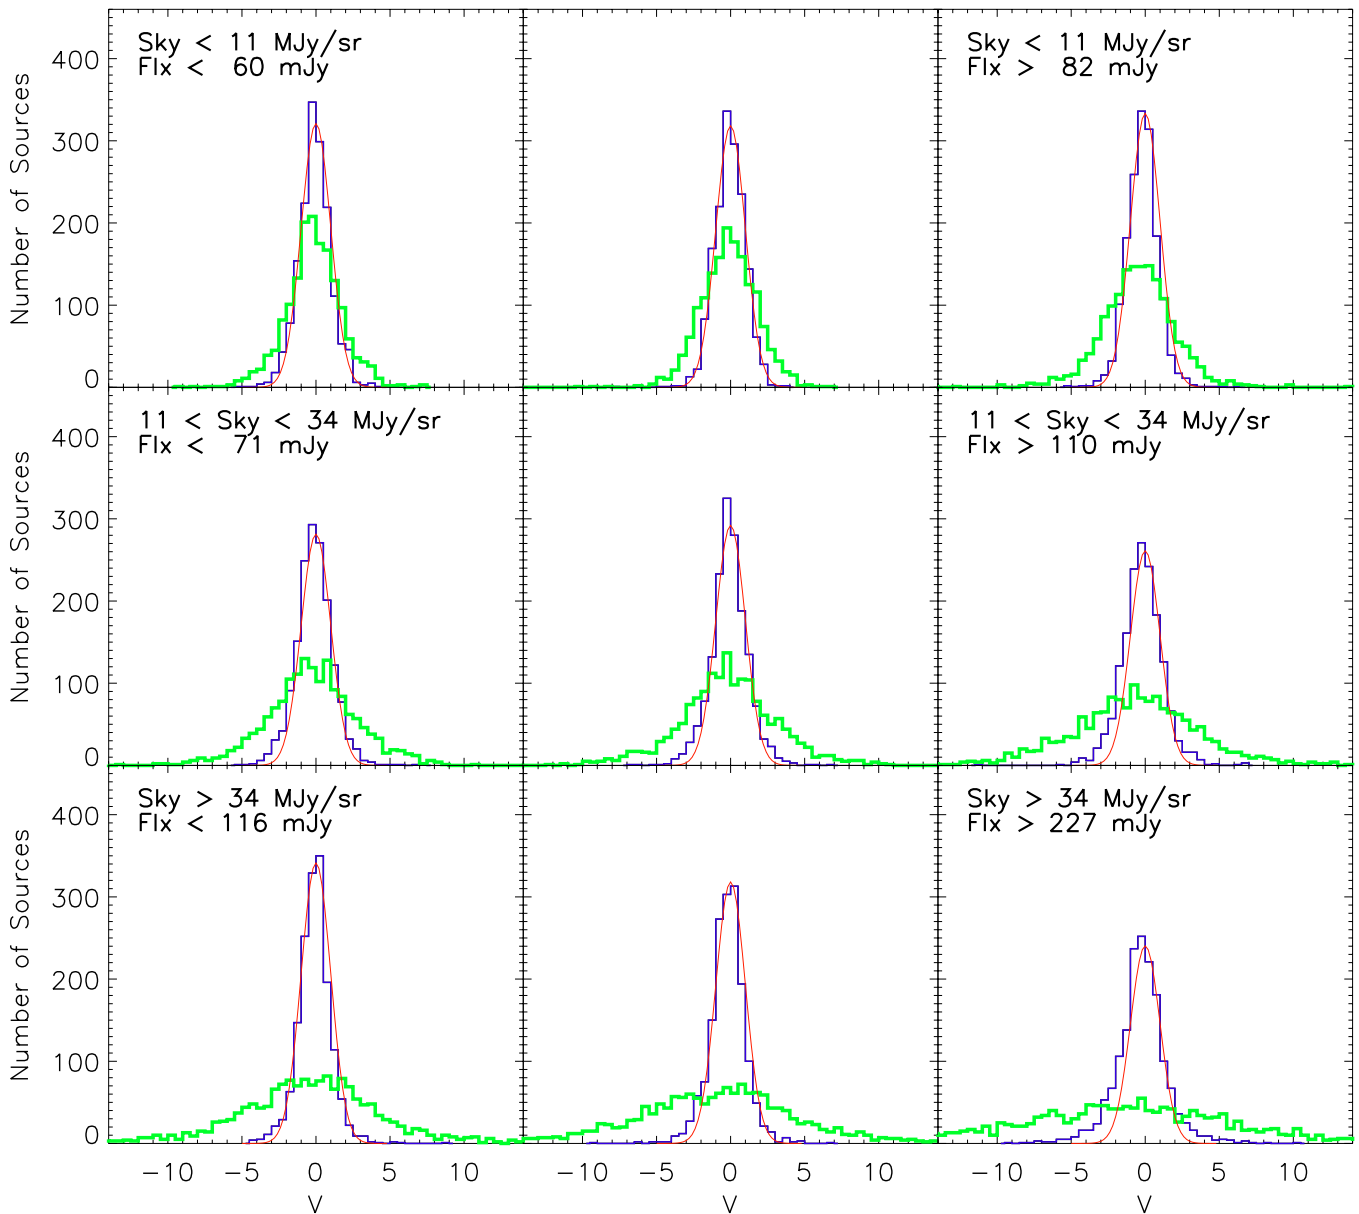 Sky < 11 MJy/sr
Flx < 60 mJy
Sky < 11 MJy/sr
Flx > 82 mJy
400
300
200
100
0
Number of Sources
11 < Sky < 34 MJy/sr
Flx < 71 mJy
11 < Sky < 34 MJy/sr
Flx > 110 mJy
400
300
200
100
0
Number of Sources
Sky > 34 MJy/sr
Flx < 116 mJy
Sky > 34 MJy/sr
Flx > 227 mJy
400
300
200
100
0
Number of Sources
−10 −5 0 5 10 −10 −5 0 5 10 −10 −5 0 5 10
V V V